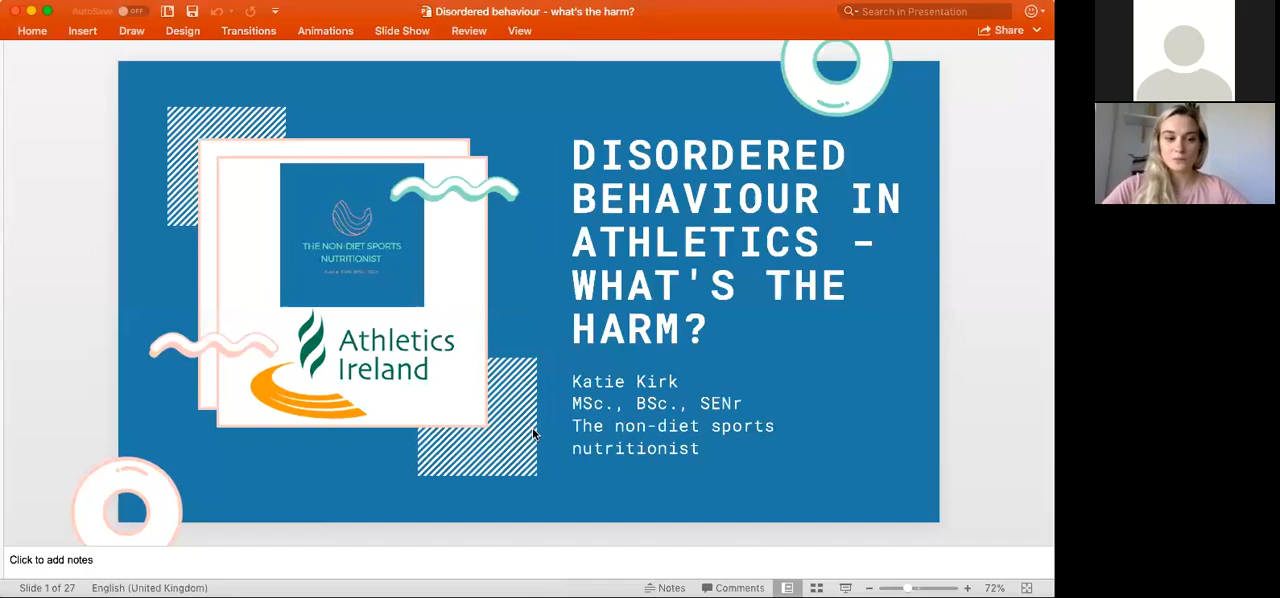 AutoSave OFF
Disordered behaviour - what's the harm?
Search in Presentation
Home Insert Draw Design Transitions Animations Slide Show Review View
Share
THE NON-DIET SPORTS
NUTRITIONIST
Athletics
Ireland
DISORDERED
BEHAVIOUR IN
ATHLETICS -
WHAT'S THE
HARM?
Katie Kirk
MSc., BSc., SENr
The non-diet sports
nutritionist
Click to add notes
Slide 1 of 27 English (United Kingdom) Notes Comments 72%